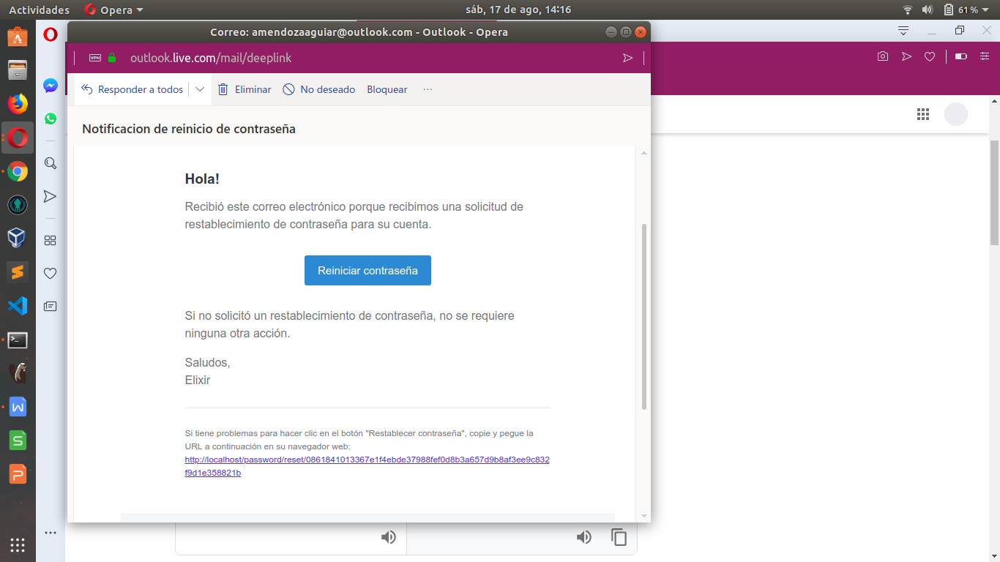 Actividades
Opera
sáb, 17 de ago, 14:16
61 %
Correo: amendozaaguiar@outlook.com - Outlook - Opera
VPN
outlook.live.com/mail/deeplink
Responder a todos
Eliminar
No deseado
Bloquear
...
Notificacion de reinicio de contraseña
Hola!
Recibió este correo electrónico porque recibimos una solicitud de
restablecimiento de contraseña para su cuenta.
Reiniciar contraseña
Si no solicitó un restablecimiento de contraseña, no se requiere
ninguna otra acción.
Saludos,
Elixir
Si tiene problemas para hacer clic en el botón "Restablecer contraseña", copie y pegue la
URL a continuación en su navegador web:
http://localhost/password/reset/0861841013367e1f4ebde37988fef0d8b3a657d9b8af3ee9c832
f9d1e358821b